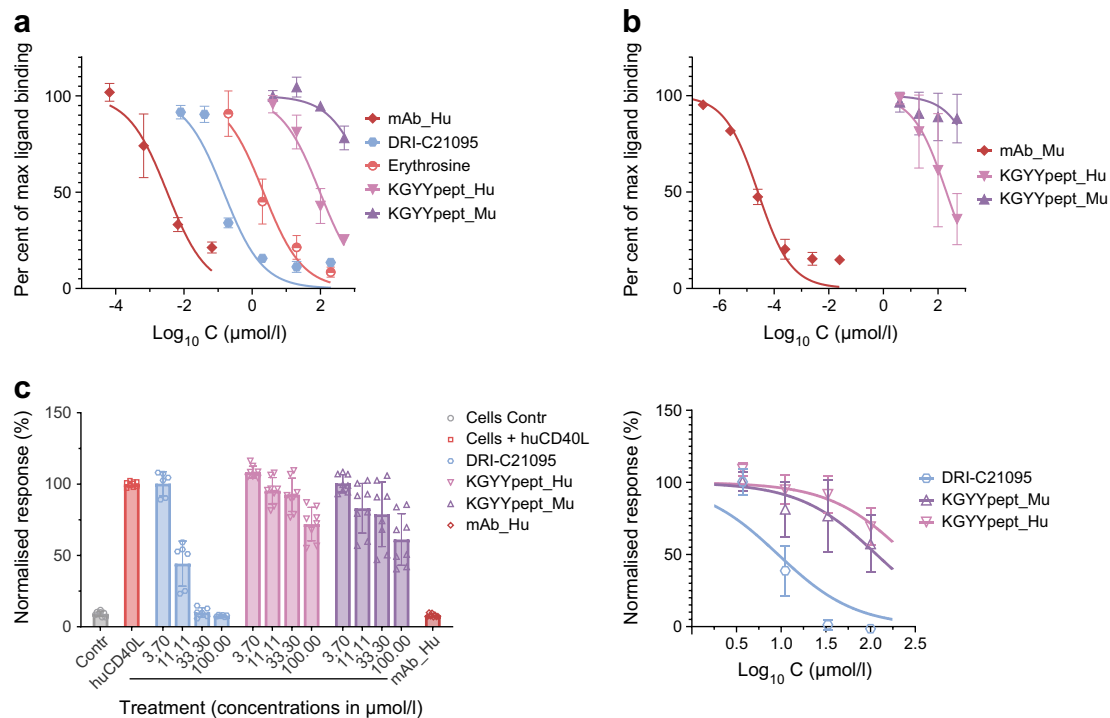 a
Per cent of max ligand binding
100
50
0
-4
-2
0
2
Log10 C (µmol/l)
mAb_Hu
DRI-C21095
Erythrosine
KGYYpept_Hu
KGYYpept_Mu
b
Per cent of max ligand binding
100
50
0
-6
-4
-2
0
2
Log10 C (µmol/l)
mAb_Mu
KGYYpept_Hu
KGYYpept_Mu
c
Normalised response (%)
150
100
50
0
Contr
huCD40L
3.70
11.11
33.30
100.00
3.70
11.11
33.30
100.00
3.70
11.11
33.30
100.00
mAb_Hu
Treatment (concentrations in µmol/l)
Cells Contr
Cells + huCD40L
DRI-C21095
KGYYpept_Hu
KGYYpept_Mu
mAb_Hu
Normalised response (%)
150
100
50
0
0.5
1.0
1.5
2.0
2.5
Log10 C (µmol/l)
DRI-C21095
KGYYpept_Mu
KGYYpept_Hu